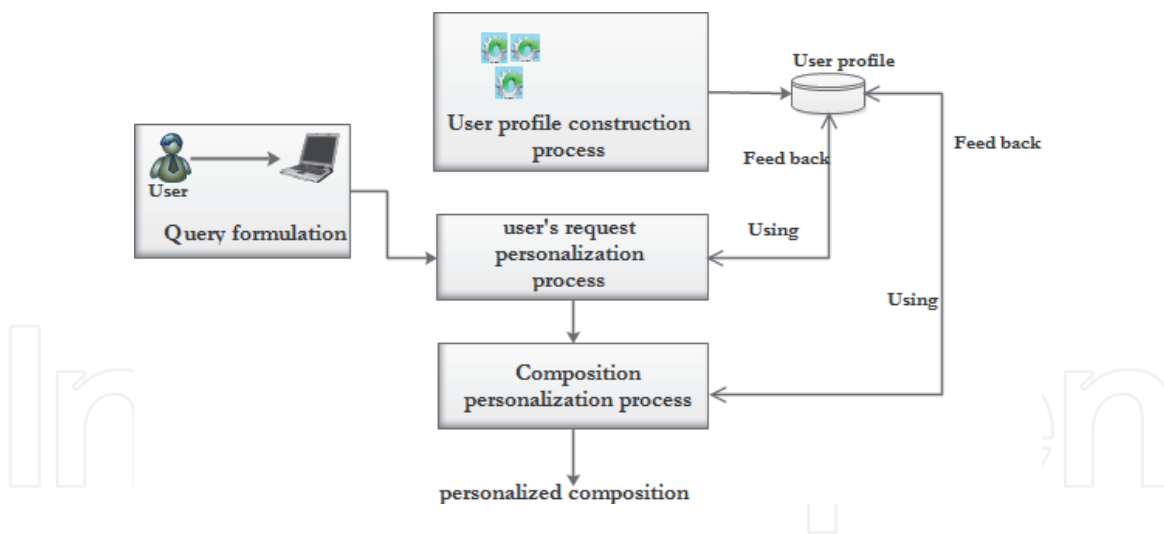 User profile construction
process
User profile
User
Query formulation
Feed back
Feed back
user's request
personalization
process
Using
Using
Composition
personalization process
personalized composition